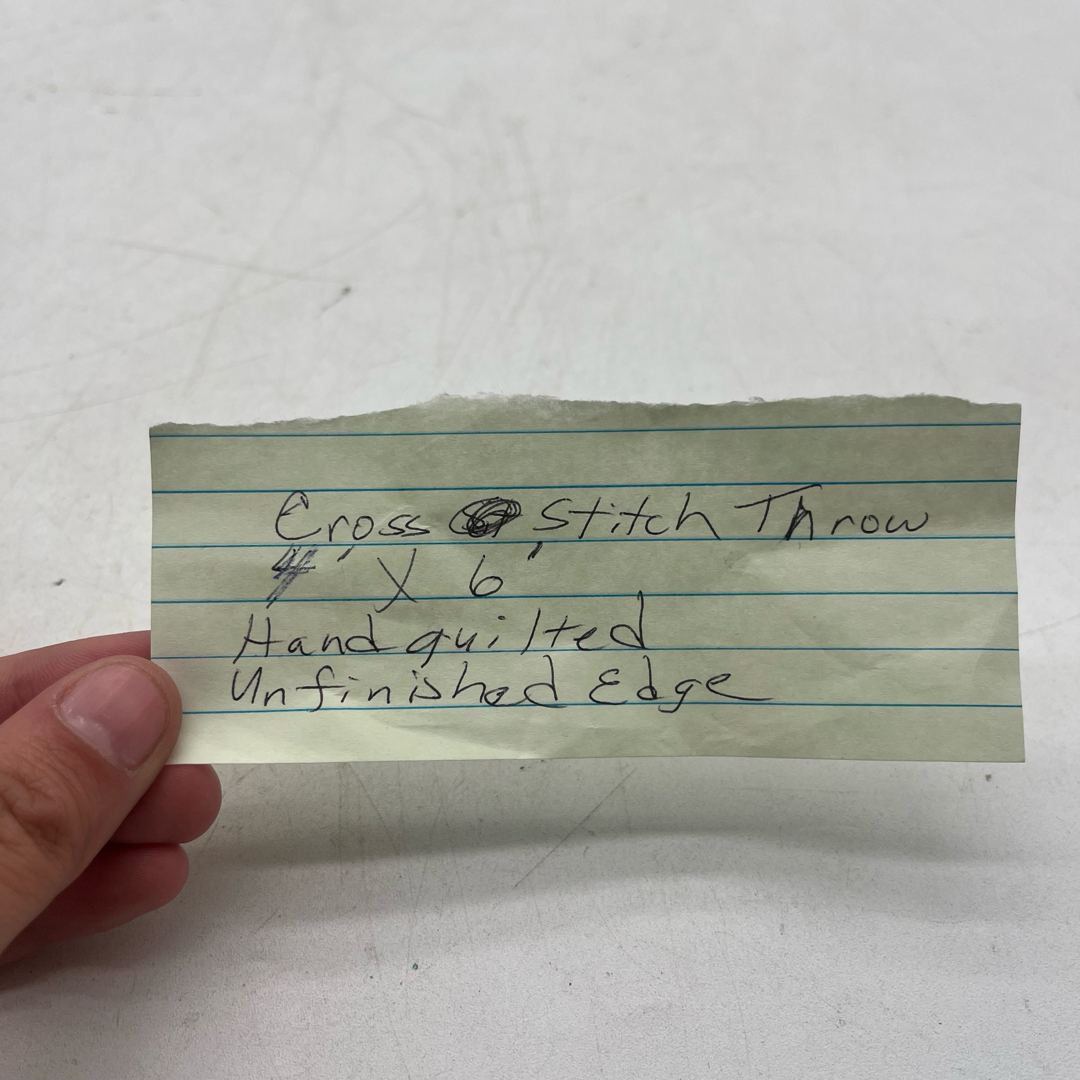 Cross Stitch Throw
4' X 6'
Hand quilted
Unfinished Edge